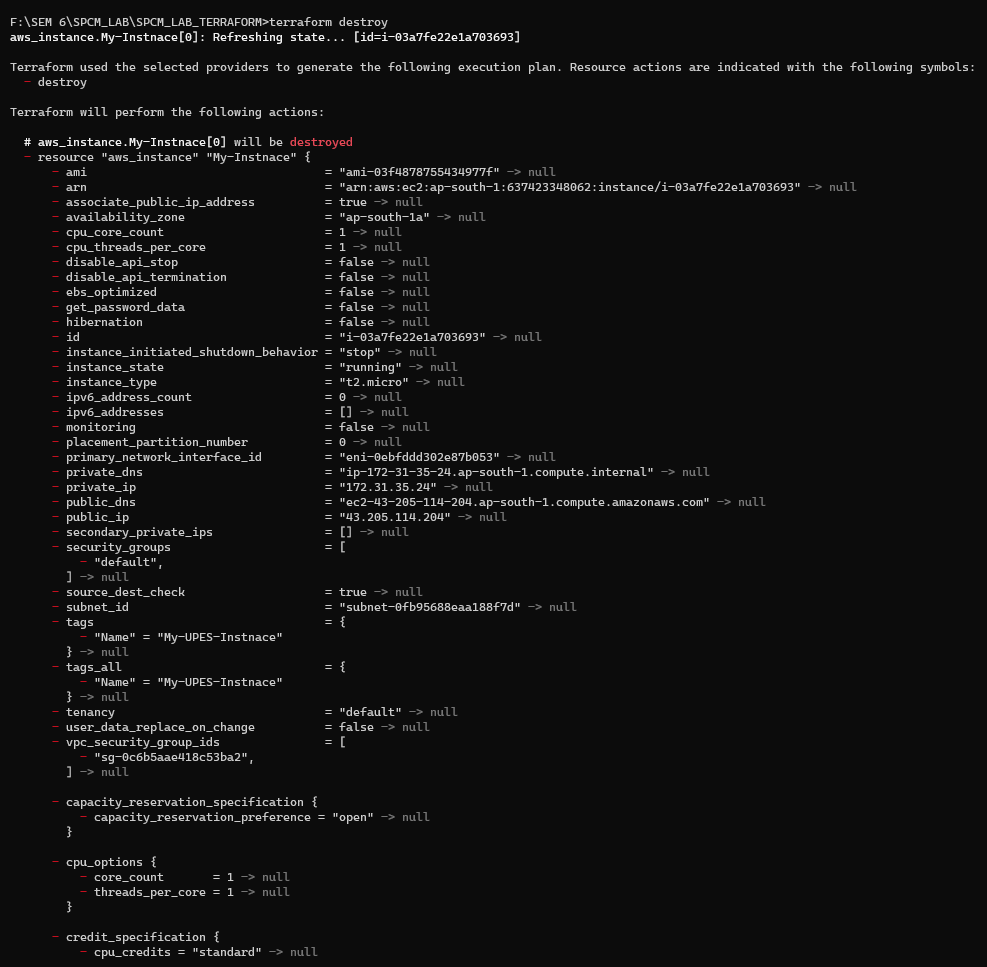 F:\SEM 6\SPCM_LAB\SPCM_LAB_TERRAFORM>terraform destroy
aws_instance.My-Instnace[0]: Refreshing state... [id=i-03a7fe22e1a703693]

Terraform used the selected providers to generate the following execution plan. Resource actions are indicated with the following symbols:
  - destroy

Terraform will perform the following actions:

  # aws_instance.My-Instnace[0] will be destroyed
  - resource "aws_instance" "My-Instnace" {
      - ami                                  = "ami-03f4878755434977f" -> null
      - arn                                  = "arn:aws:ec2:ap-south-1:637423348062:instance/i-03a7fe22e1a703693" -> null
      - associate_public_ip_address          = true -> null
      - availability_zone                    = "ap-south-1a" -> null
      - cpu_core_count                       = 1 -> null
      - cpu_threads_per_core                 = 1 -> null
      - disable_api_stop                     = false -> null
      - disable_api_termination              = false -> null
      - ebs_optimized                        = false -> null
      - get_password_data                    = false -> null
      - hibernation                          = false -> null
      - id                                   = "i-03a7fe22e1a703693" -> null
      - instance_initiated_shutdown_behavior = "stop" -> null
      - instance_state                       = "running" -> null
      - instance_type                        = "t2.micro" -> null
      - ipv6_address_count                   = 0 -> null
      - ipv6_addresses                       = [] -> null
      - monitoring                           = false -> null
      - placement_partition_number           = 0 -> null
      - primary_network_interface_id         = "eni-0ebfddd302e87b053" -> null
      - private_dns                          = "ip-172-31-35-24.ap-south-1.compute.internal" -> null
      - private_ip                           = "172.31.35.24" -> null
      - public_dns                           = "ec2-43-205-114-204.ap-south-1.compute.amazonaws.com" -> null
      - public_ip                            = "43.205.114.204" -> null
      - secondary_private_ips                = [] -> null
      - security_groups                      = [
          - "default",
        ] -> null
      - source_dest_check                    = true -> null
      - subnet_id                            = "subnet-0fb95688eaa188f7d" -> null
      - tags                                 = {
          - "Name" = "My-UPES-Instnace"
        } -> null
      - tags_all                             = {
          - "Name" = "My-UPES-Instnace"
        } -> null
      - tenancy                              = "default" -> null
      - user_data_replace_on_change          = false -> null
      - vpc_security_group_ids               = [
          - "sg-0c6b5aae418c53ba2",
        ] -> null

      - capacity_reservation_specification {
          - capacity_reservation_preference = "open" -> null
        }

      - cpu_options {
          - core_count       = 1 -> null
          - threads_per_core = 1 -> null
        }

      - credit_specification {
          - cpu_credits = "standard" -> null